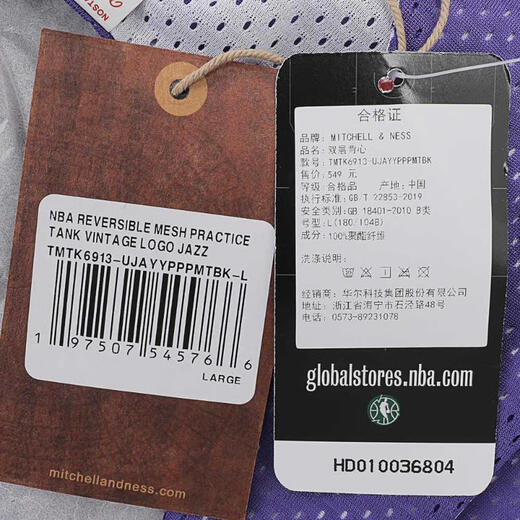 NOST
NBA REVERSIBLE MESH PRACTICE
TANK VINTAGE LOGO JAZZ
TMTK6913-UJAYYPPPMTBK-L
1 97507 54576 6
LARGE
mitchellandness.com
合格证
品牌: MITCHELL & NESS
品名: 双层背心
款号: TMTK6913-UJAYYPPPMTBK
售价: 549 元
等级: 合格品 产地: 中国
执行标准: GB/T 22853-2019
安全类别: GB 18401-2010 B类
号型: L(180/104B)
成分: 100%聚酯纤维
洗涤说明:
经销商: 华尔科技集团股份有限公司
地址: 浙江省海宁市石泾路48号
电话: 0573-89231078
globalstores.nba.com
HD010036804